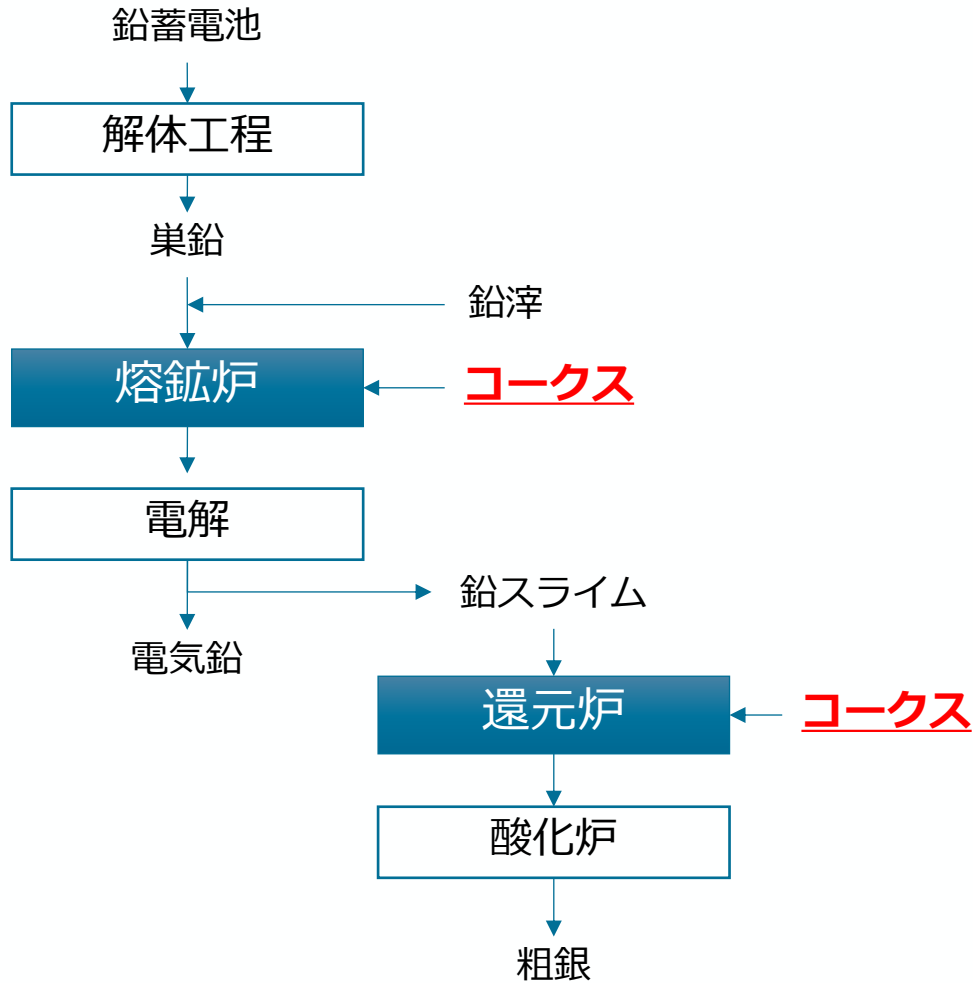 鉛蓄電池
解体工程
巣鉛
鉛滓
熔鉱炉
コークス
電解
鉛スライム
電気鉛
還元炉
コークス
酸化炉
粗銀